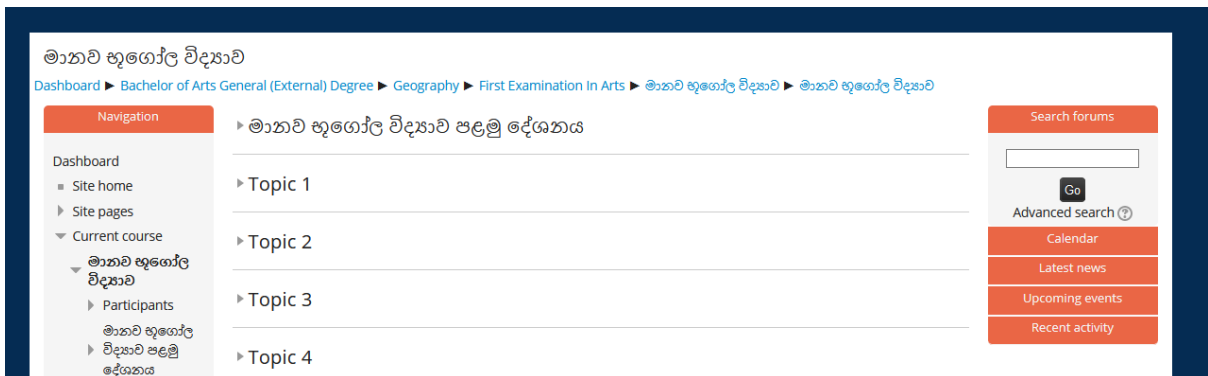 මානව භූගෝල විද්‍යාව
Dashboard ► Bachelor of Arts General (External) Degree ► Geography ► First Examination In Arts ► මානව භූගෝල විද්‍යාව ► මානව භූගෝල විද්‍යාව
Navigation
Dashboard
Site home
Site pages
Current course
මානව භූගෝල
විද්‍යාව
Participants
මානව භූගෝල
විද්‍යාව පළමු
දේශනය
මානව භූගෝල විද්‍යාව පළමු දේශනය
Topic 1
Topic 2
Topic 3
Topic 4
Search forums
Go
Advanced search
Calendar
Latest news
Upcoming events
Recent activity